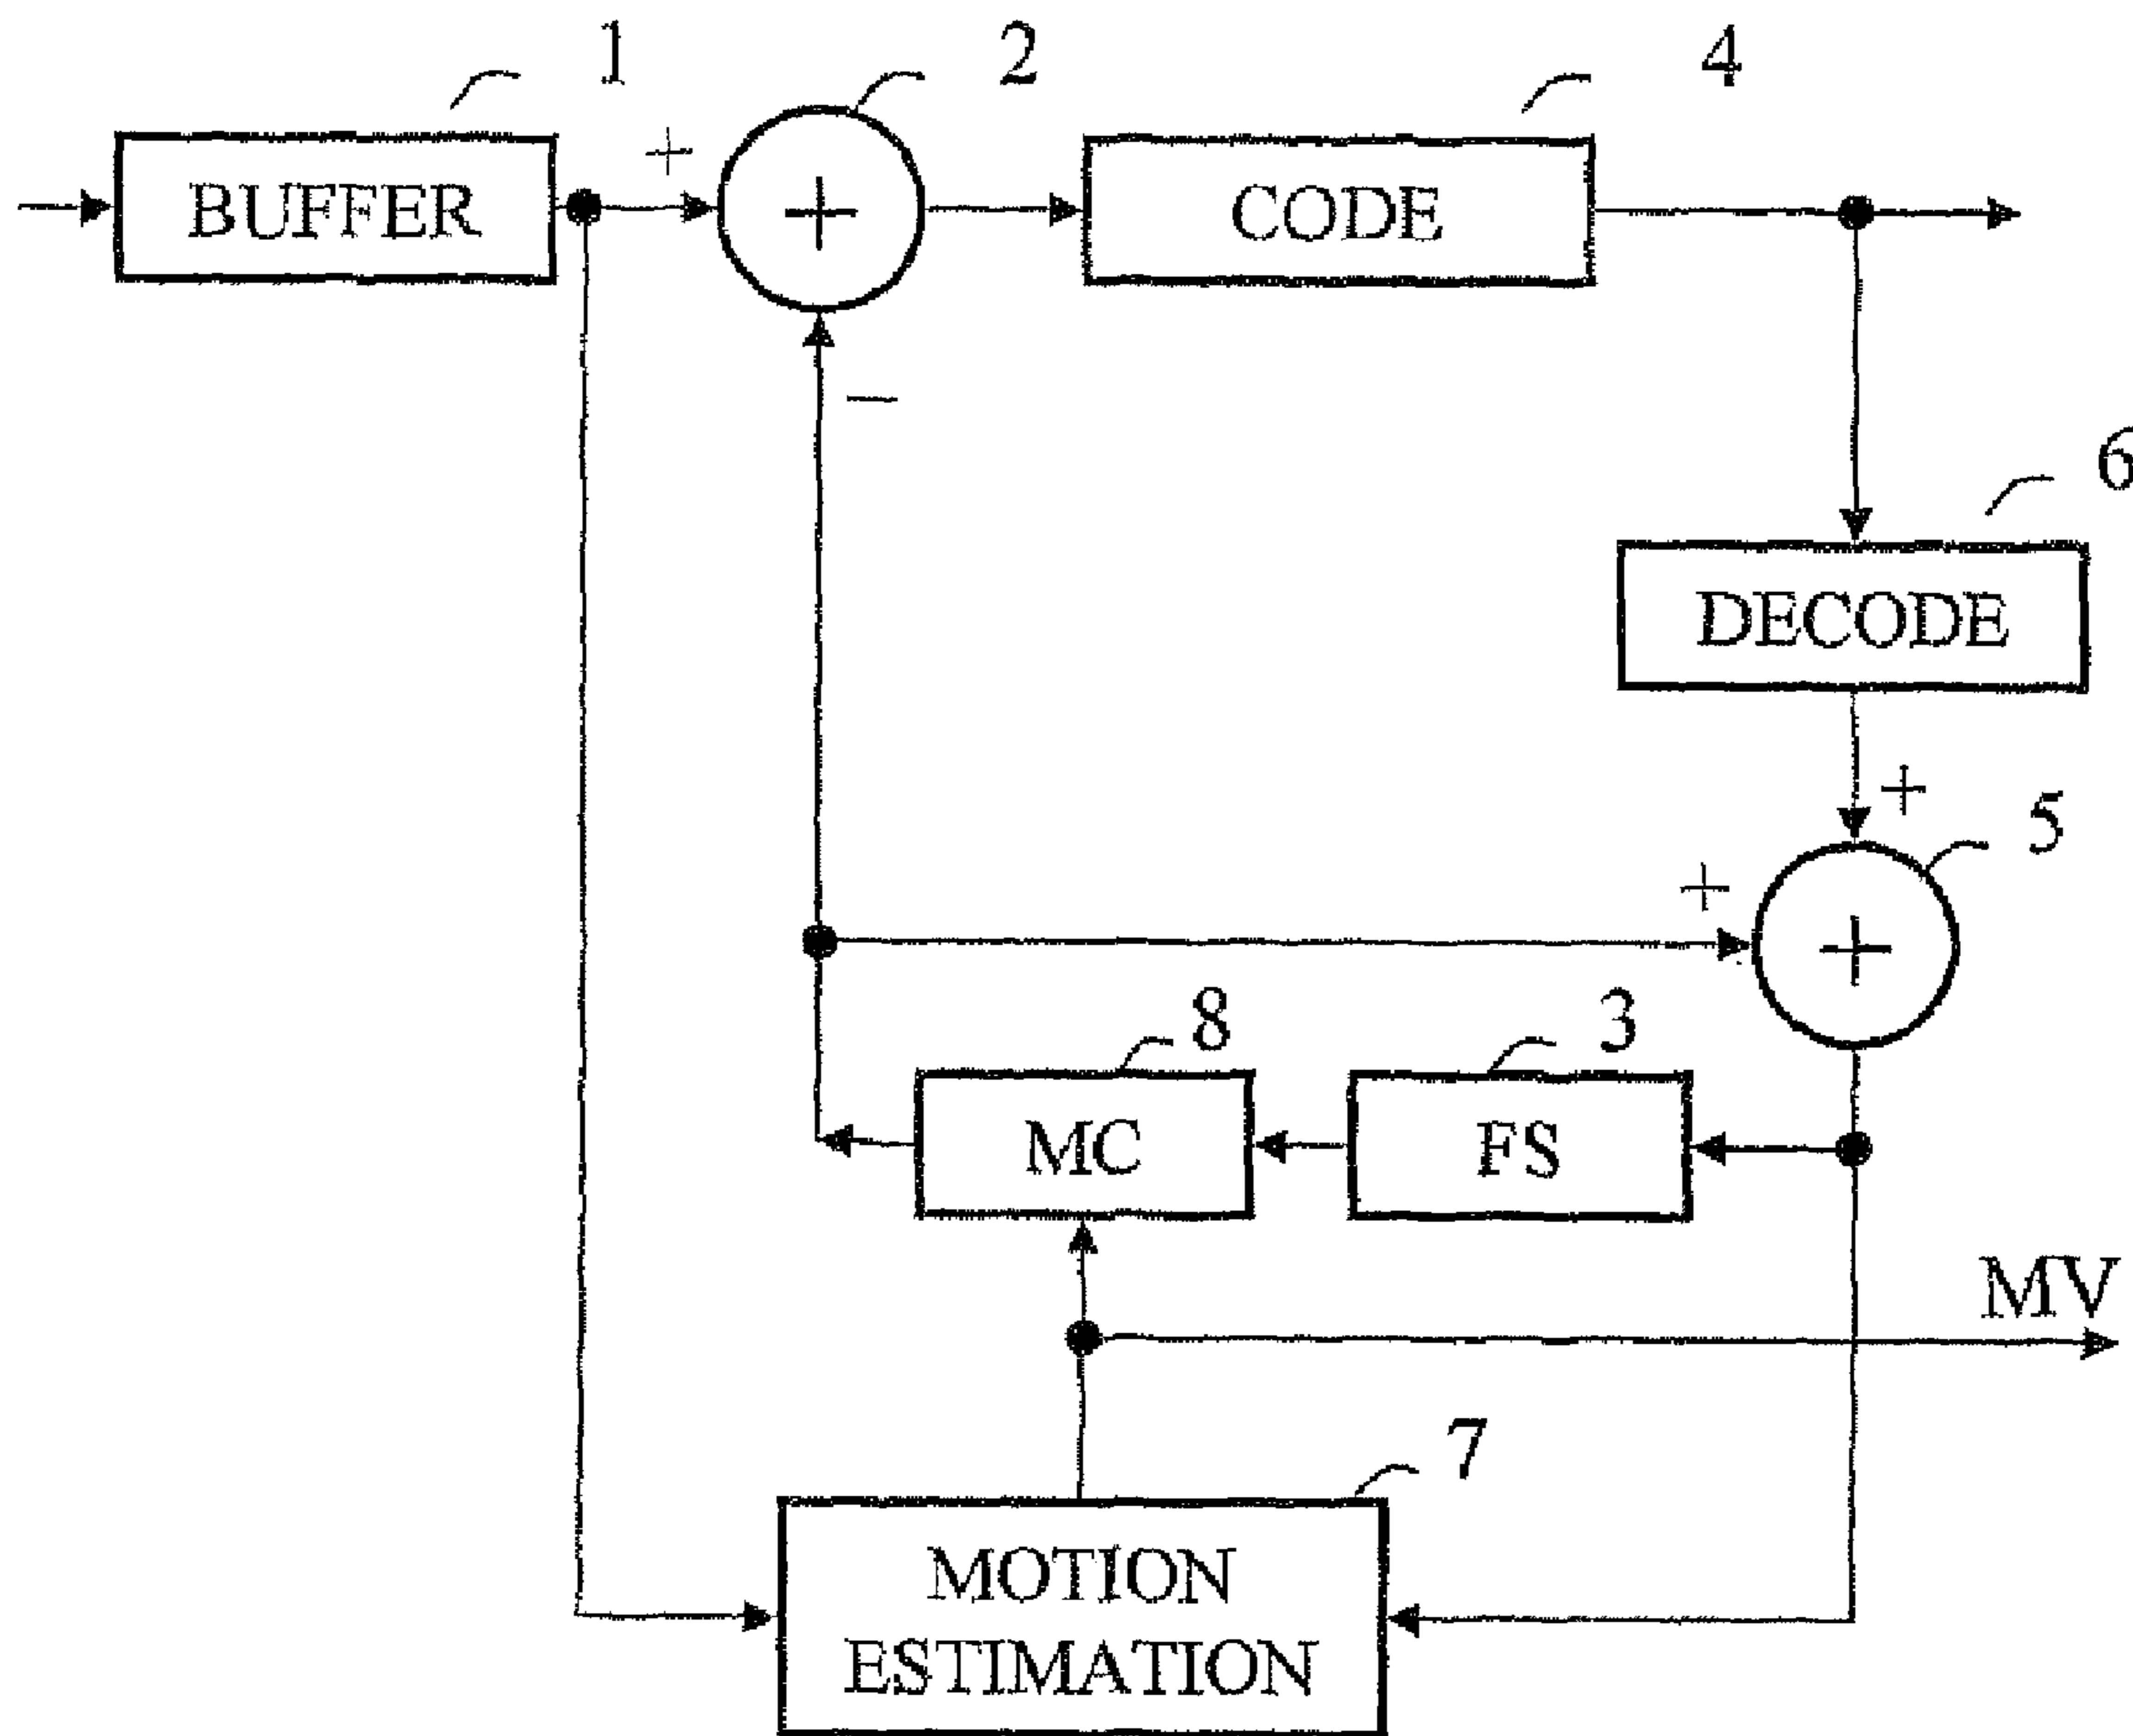 1
2
4
+
BUFFER
+
CODE
−
6
DECODE
+
5
+
+
8
3
MC
FS
MV
7
MOTION
ESTIMATION